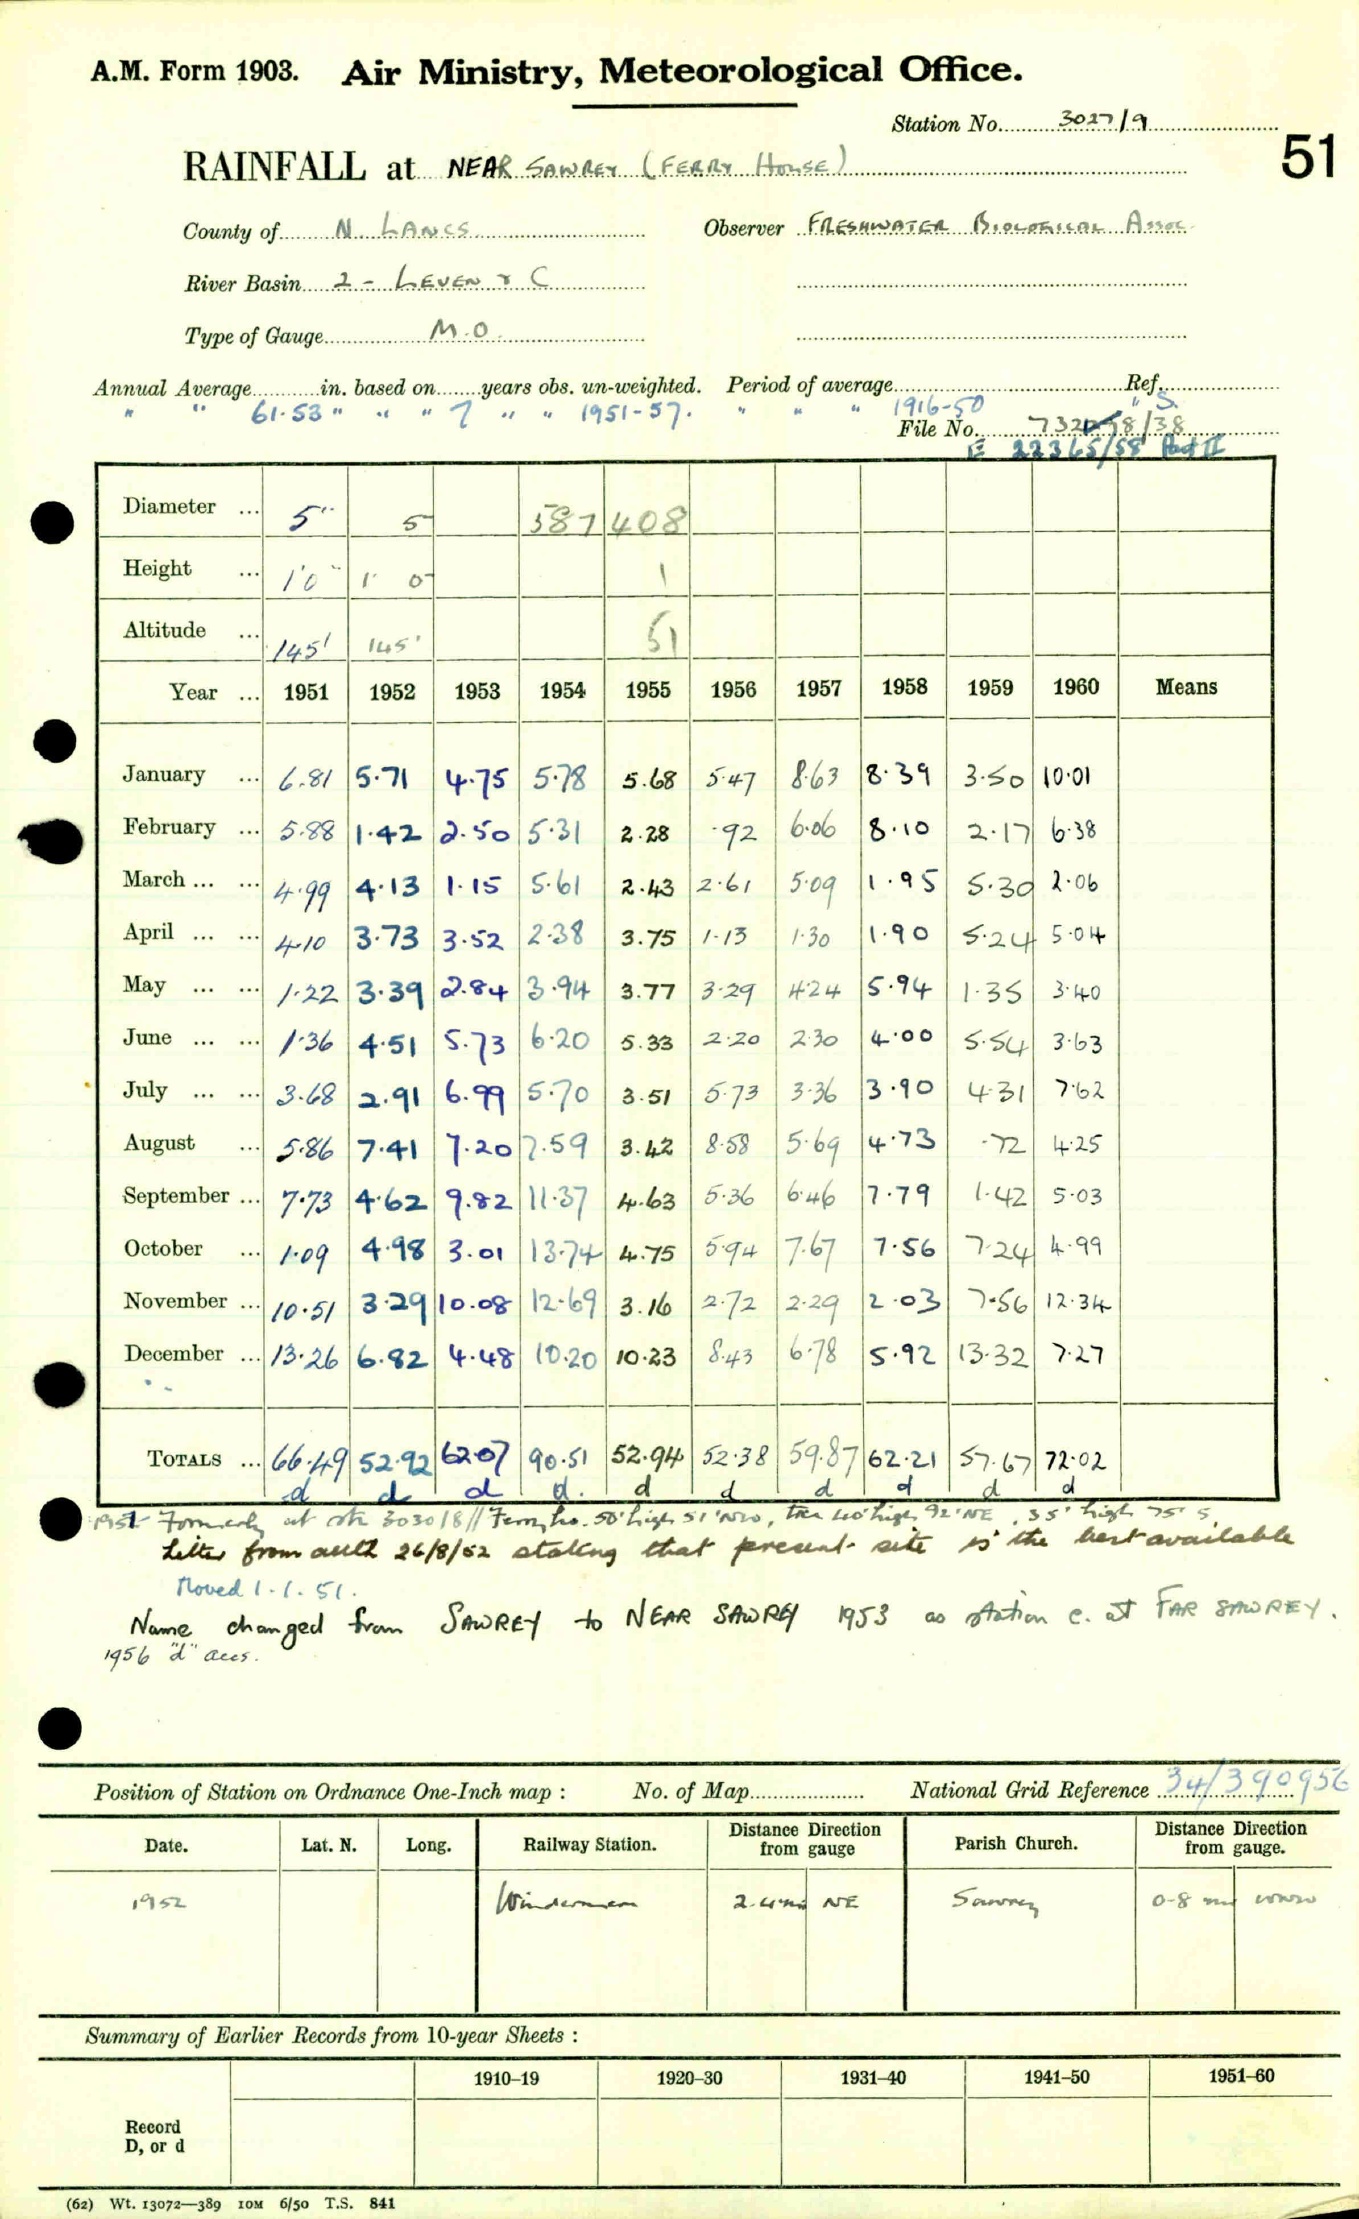 A.M. Form 1903. Air Ministry, Meteorological Office.
Station No. 3027/9
51
RAINFALL at NEAR SAWREY (FERRY HOUSE)
County of N. LANCS Observer FRESHWATER BIOLOGICAL ASSOC.
River Basin 2 - LEVEN & C
Type of Gauge M.O.
Annual Average in. based on years obs. un-weighted. Period of average Ref.
" " 61.53 " " " 7 " " 1951-57. " " " 1916-50 " S.
File No. /38
E 22365/58 Part II
Diameter ... 5" 5 587 408
Height ... 1'0" 1' 0" 1
Altitude ... 145' 145' 51
Year ... 1951 1952 1953 1954 1955 1956 1957 1958 1959 1960 Means
January ... 6.81 5.71 4.75 5.78 5.68 5.47 8.63 8.39 3.50 10.01
February ... 5.88 1.42 2.50 5.31 2.28 .92 6.06 8.10 2.17 6.38
March ... ... 4.99 4.13 1.15 5.61 2.43 2.61 5.09 1.95 5.30 2.06
April ... ... 4.10 3.73 3.52 2.38 3.75 1.13 1.30 1.90 5.24 5.04
May ... ... 1.22 3.39 2.84 3.94 3.77 3.29 4.24 5.94 1.35 3.40
June ... ... 1.36 4.51 5.73 6.20 5.33 2.20 2.30 4.00 5.54 3.63
July ... ... 3.68 2.91 6.99 5.70 3.51 5.73 3.36 3.90 4.31 7.62
August ... 5.86 7.41 7.20 7.59 3.42 8.58 5.69 4.73 .72 4.25
September ... 7.73 4.62 9.82 11.37 4.63 5.36 6.46 7.79 1.42 5.03
October ... 1.09 4.98 3.01 13.74 4.75 5.94 7.67 7.56 7.24 4.99
November ... 10.51 3.29 10.08 12.69 3.16 2.72 2.29 2.03 7.56 12.34
December ... 13.26 6.82 4.48 10.20 10.23 8.43 6.78 5.92 13.32 7.27
TOTALS ... 66.49 52.92 62.07 90.51 52.94 52.38 59.87 62.21 57.67 72.02
d d d d. d d d d d d
Formerly at stn 3030/8 // Ferry ho. 50' high 51' NW, tree 40' high 92' NE, 35' high 75' S.
Letter from auth 26/8/52 stating that present site is the best available
Moved 1.1.51.
Name changed from SAWREY to NEAR SAWREY 1953 as station c. at FAR SAWREY.
1956 "d" accs.
Position of Station on Ordnance One-Inch map : No. of Map National Grid Reference 34/390956
Date. Lat. N. Long. Railway Station. Distance Direction from gauge Parish Church. Distance Direction from gauge.
1952 Windermere 2.4 mi NE Sawrey 0.8 mi WNW
Summary of Earlier Records from 10-year Sheets :
1910–19 1920–30 1931–40 1941–50 1951–60
Record
D, or d
(62) Wt. 13072—389 10M 6/50 T.S. 841